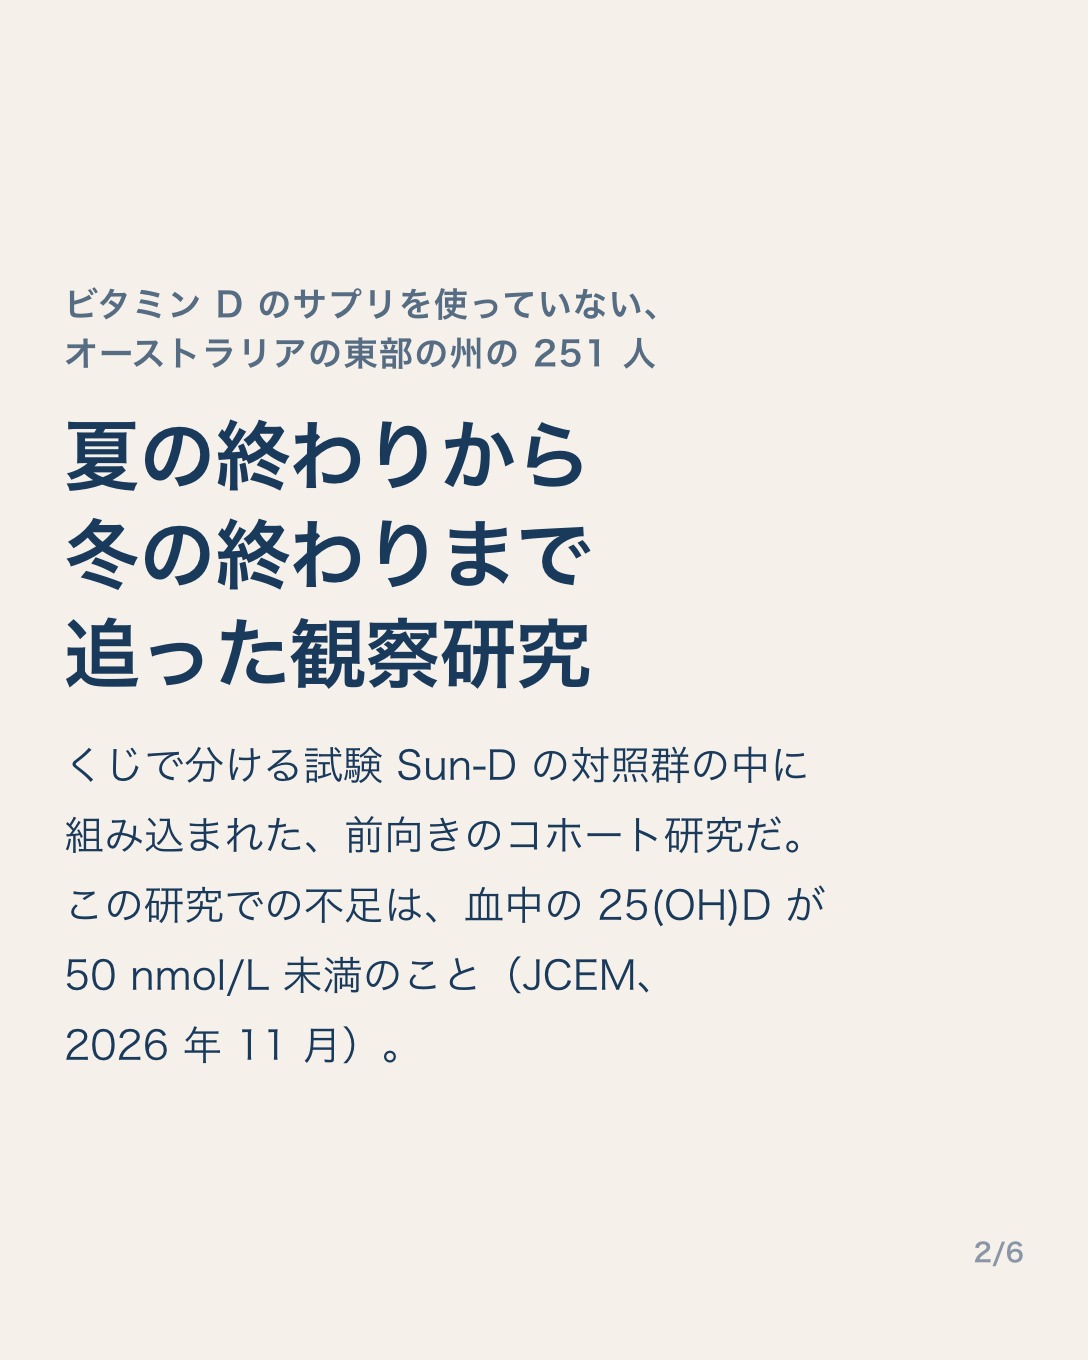 ビタミン D のサプリを使っていない、
オーストラリアの東部の州の 251 人
夏の終わりから
冬の終わりまで
追った観察研究
くじで分ける試験 Sun-D の対照群の中に
組み込まれた、前向きのコホート研究だ。
この研究での不足は、血中の 25(OH)D が
50 nmol/L 未満のこと（JCEM、
2026 年 11 月）。
2/6